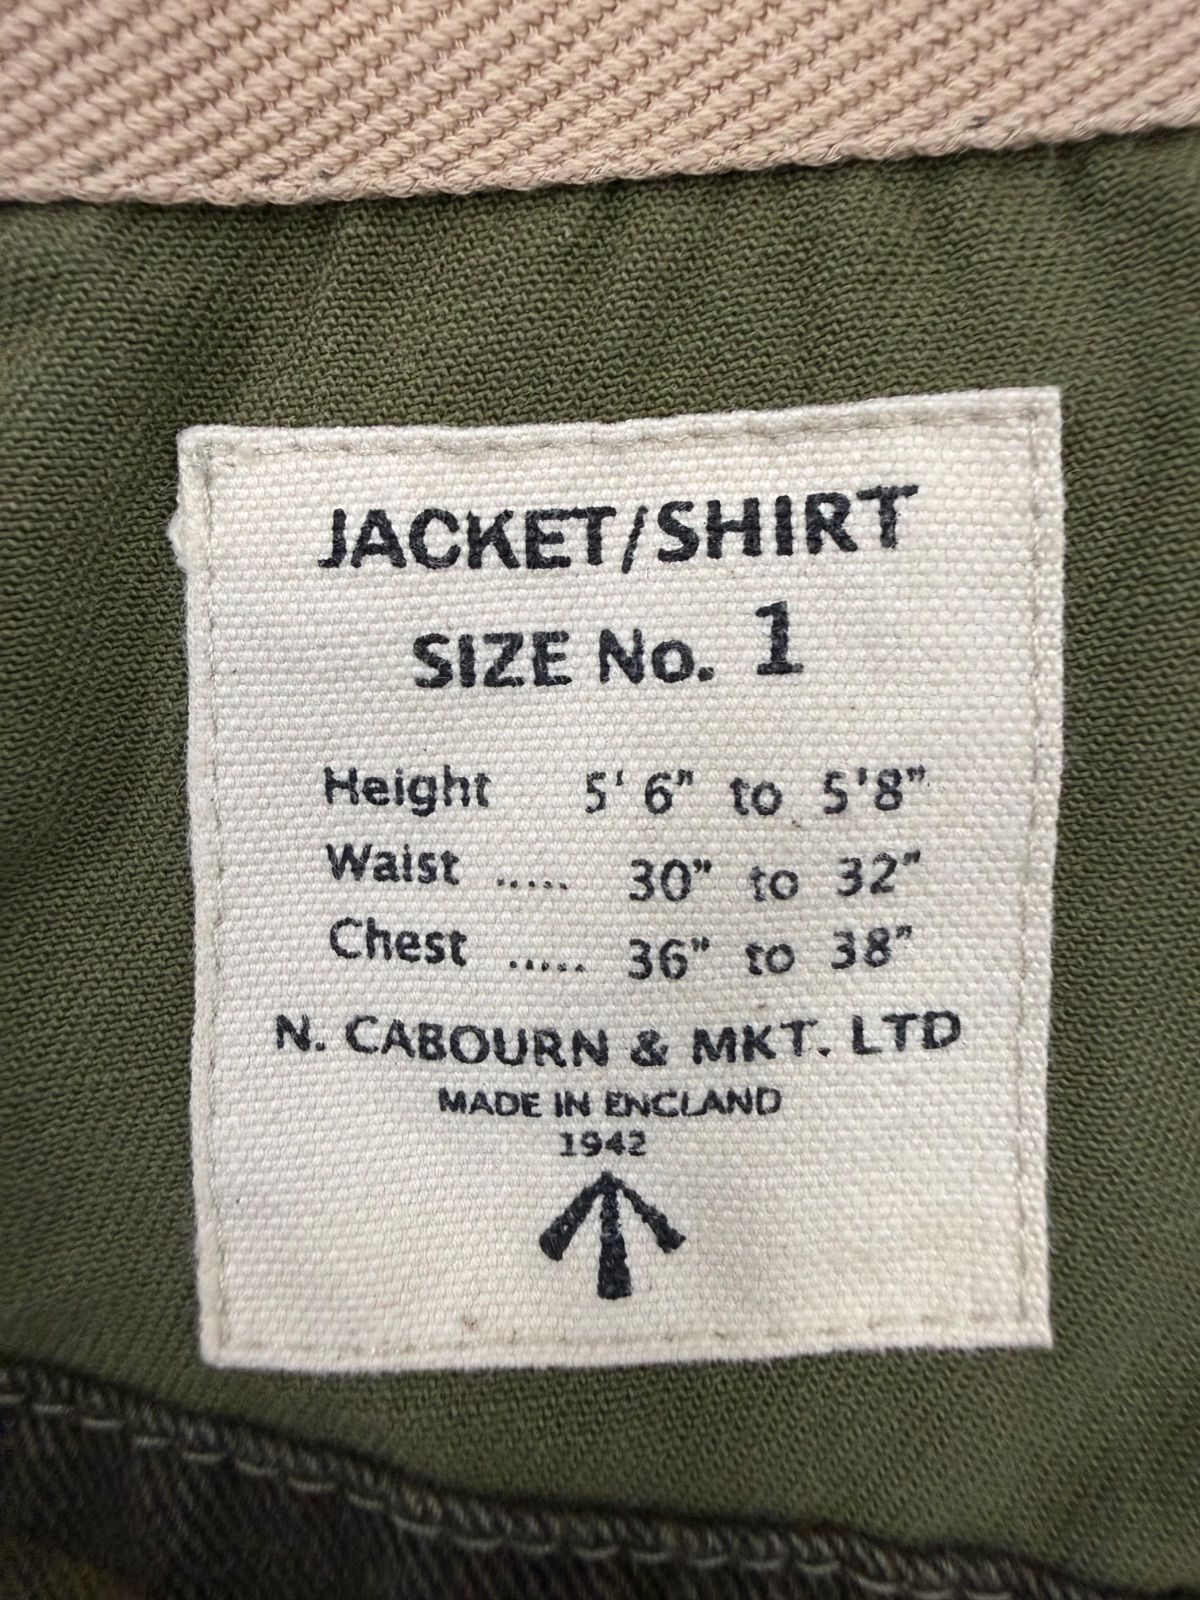 JACKET/SHIRT
SIZE No. 1
Height 5' 6" to 5'8"
Waist ..... 30" to 32"
Chest ..... 36" to 38"
N. CABOURN & MKT. LTD
MADE IN ENGLAND
1942